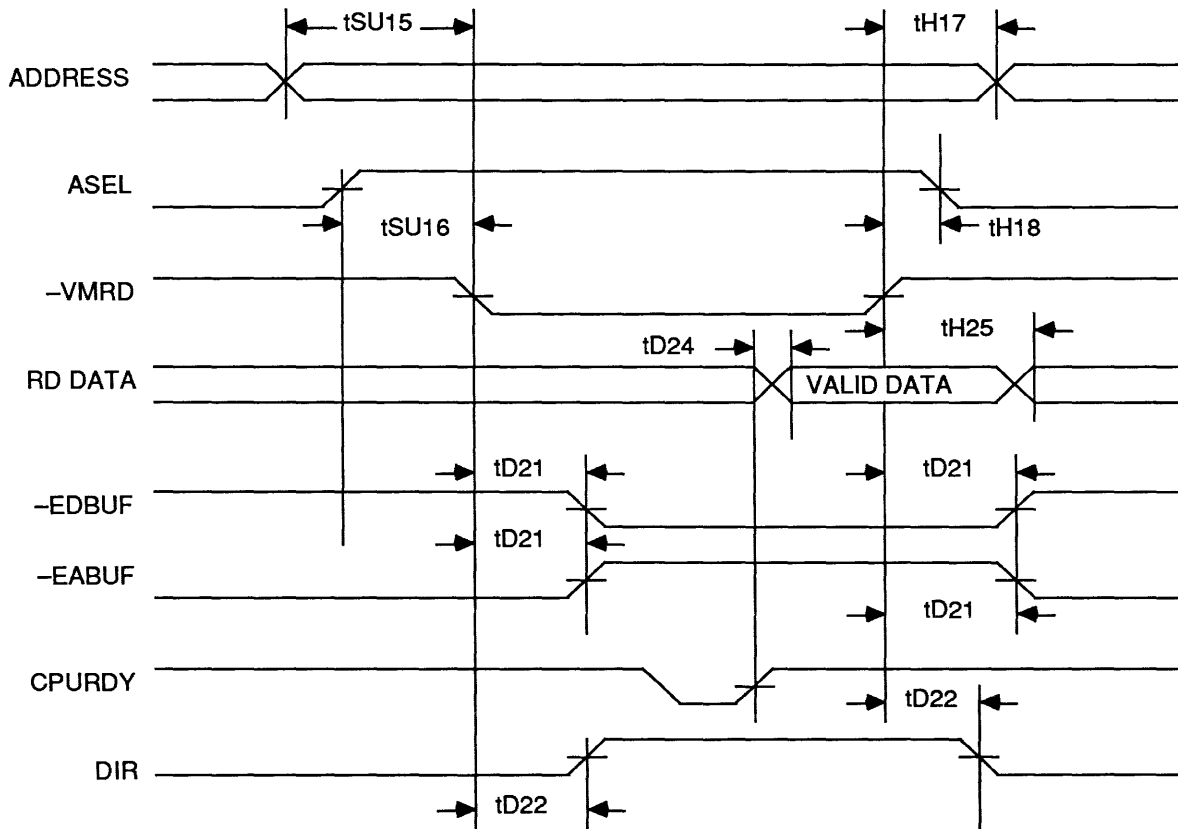 tSU15
tH17
ADDRESS
ASEL
tSU16
tH18
–VMRD
tD24
tH25
RD DATA
VALID DATA
tD21
tD21
–EDBUF
tD21
–EABUF
tD21
CPURDY
tD22
DIR
tD22